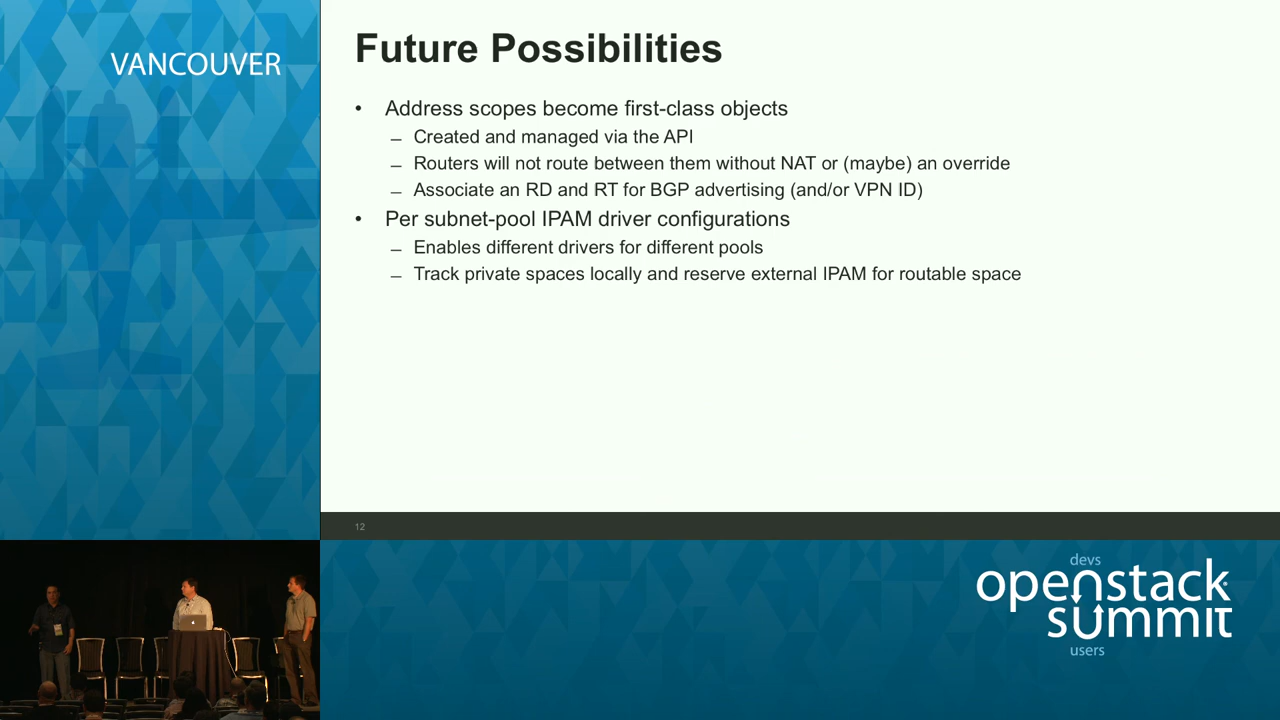 VANCOUVER
Future Possibilities
• Address scopes become first-class objects
– Created and managed via the API
– Routers will not route between them without NAT or (maybe) an override
– Associate an RD and RT for BGP advertising (and/or VPN ID)
• Per subnet-pool IPAM driver configurations
– Enables different drivers for different pools
– Track private spaces locally and reserve external IPAM for routable space
12
devs
openstack
summit
users